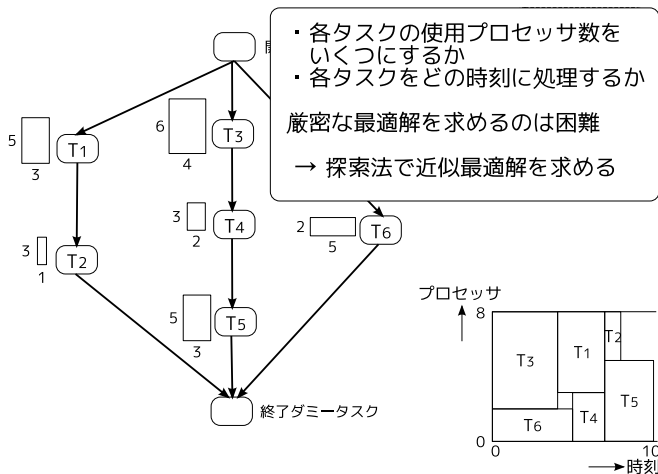 ・各タスクの使用プロセッサ数を
いくつにするか
・各タスクをどの時刻に処理するか
厳密な最適解を求めるのは困難
→ 探索法で近似最適解を求める
5
3
T1
6
4
T3
3
1
T2
3
2
T4
2
5
T6
5
3
T5
終了ダミータスク
プロセッサ
8
T3
T1
T2
T6
T4
T5
0
0
10
時刻